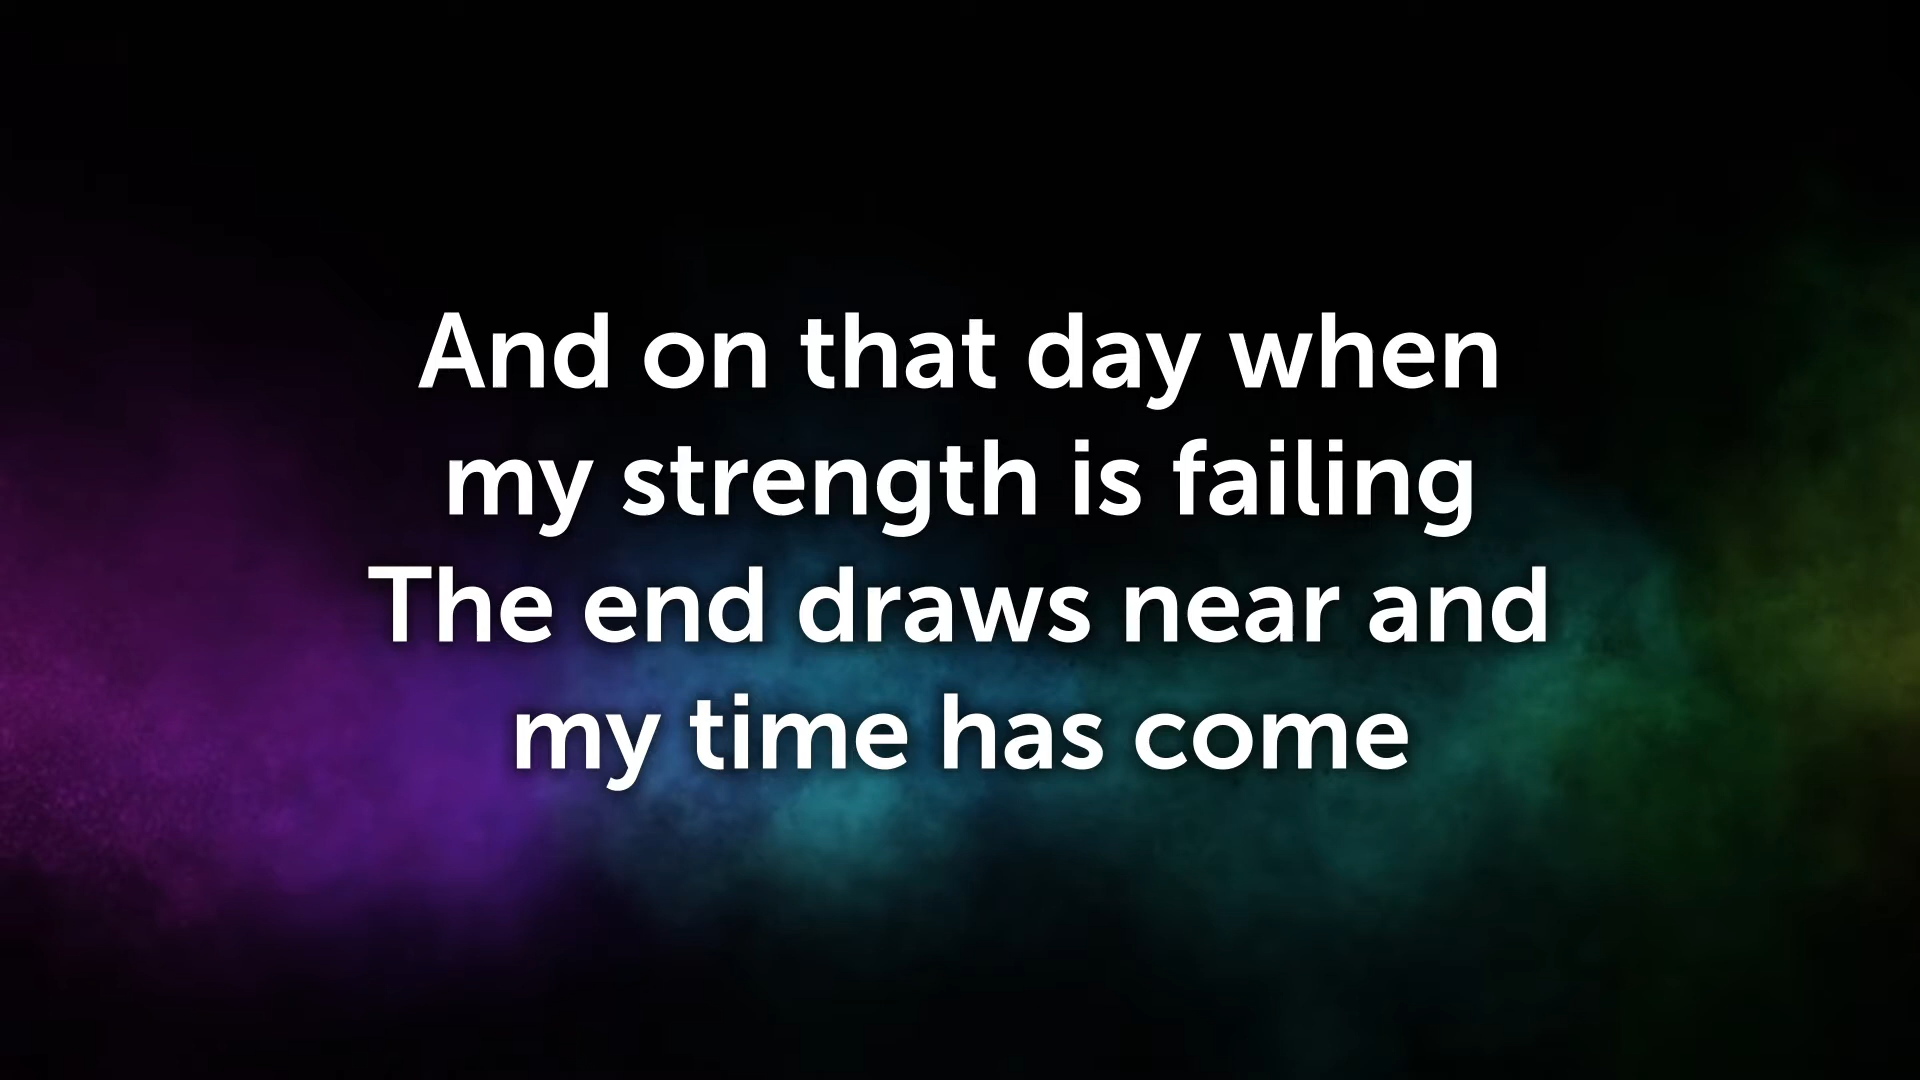 And on that day when
my strength is failing
The end draws near and
my time has come